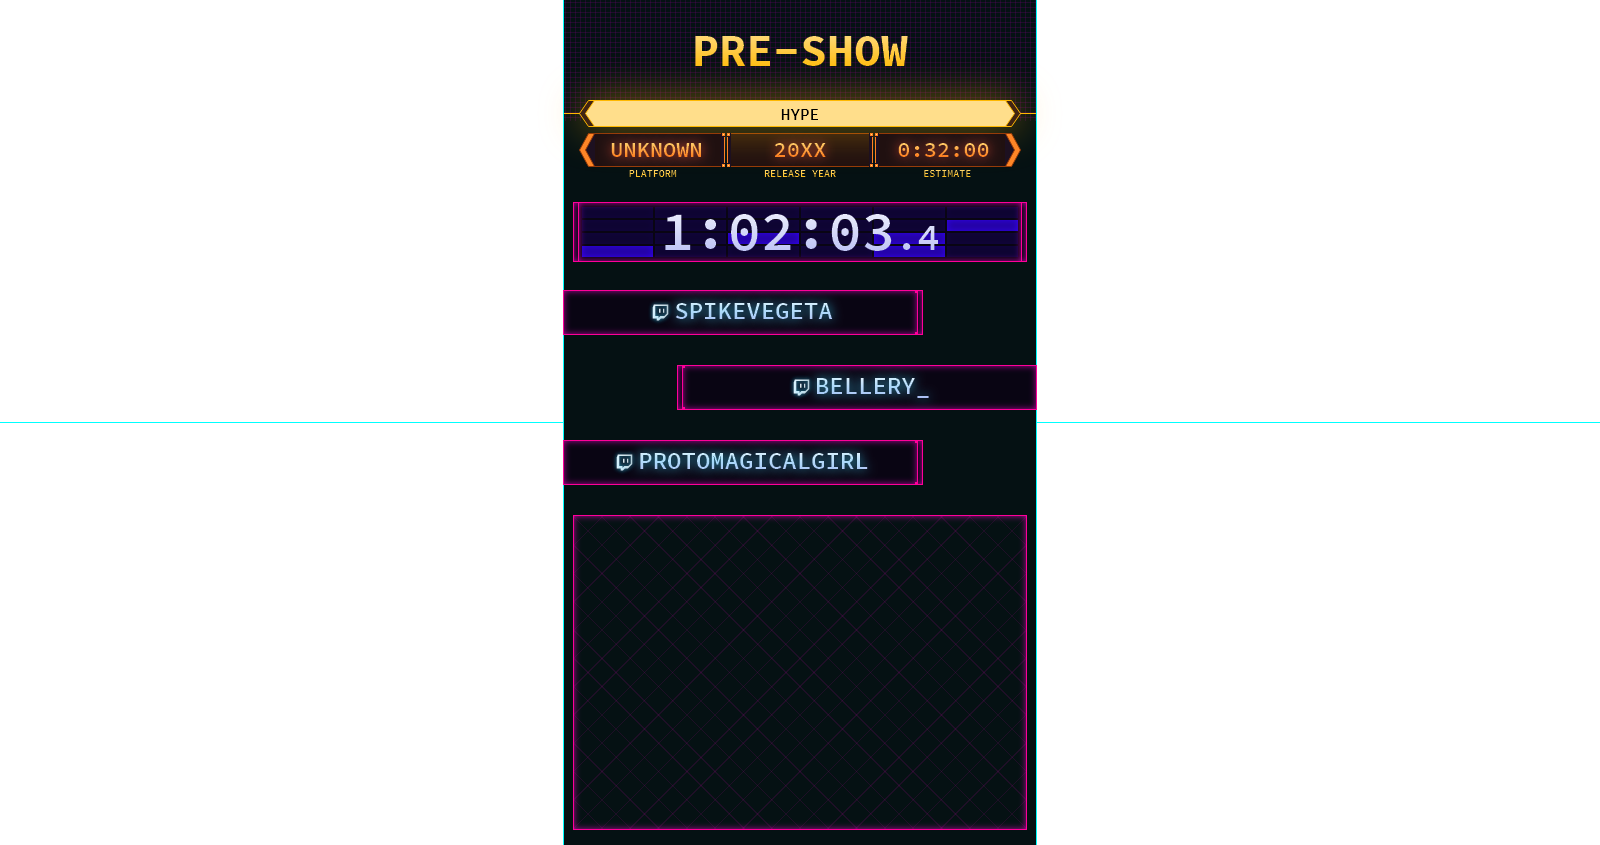 PRE-SHOW
HYPE
UNKNOWN 20XX 0:32:00
PLATFORM RELEASE YEAR ESTIMATE
1:02:03.4
SPIKEVEGETA
BELLERY_
PROTOMAGICALGIRL